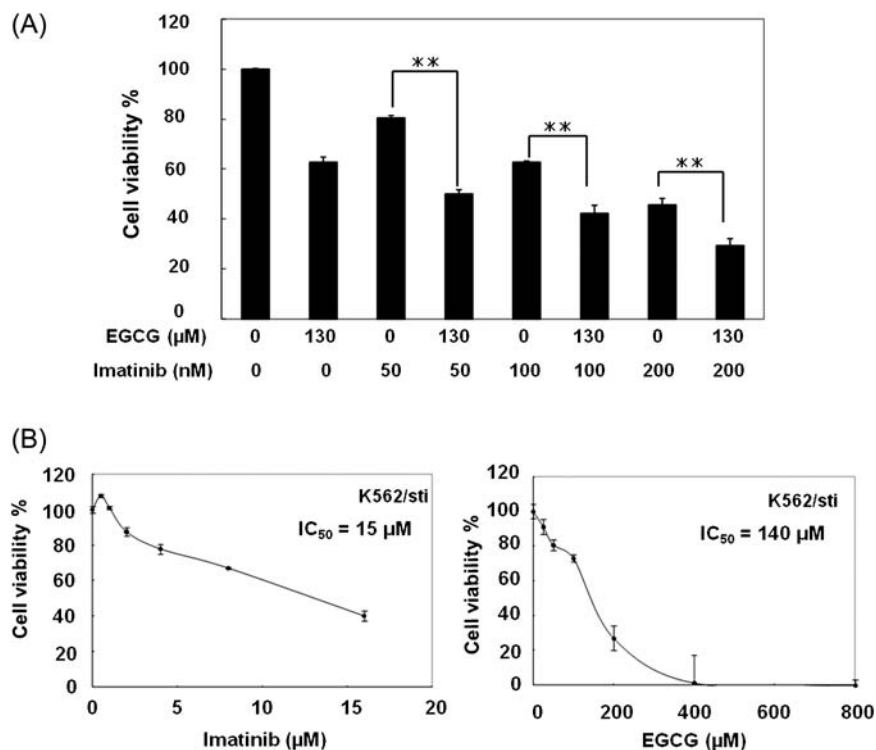 (A)
Cell viability %
120
100
80
60
40
20
0
** ** **
EGCG (µM) 0 130 0 130 0 130 0 130
Imatinib (nM) 0 0 50 50 100 100 200 200
(B)
Cell viability %
120
100
80
60
40
20
0
K562/sti
IC50 = 15 µM
0 5 10 15 20
Imatinib (µM)
Cell viability %
120
100
80
60
40
20
0
K562/sti
IC50 = 140 µM
0 200 400 600 800
EGCG (µM)